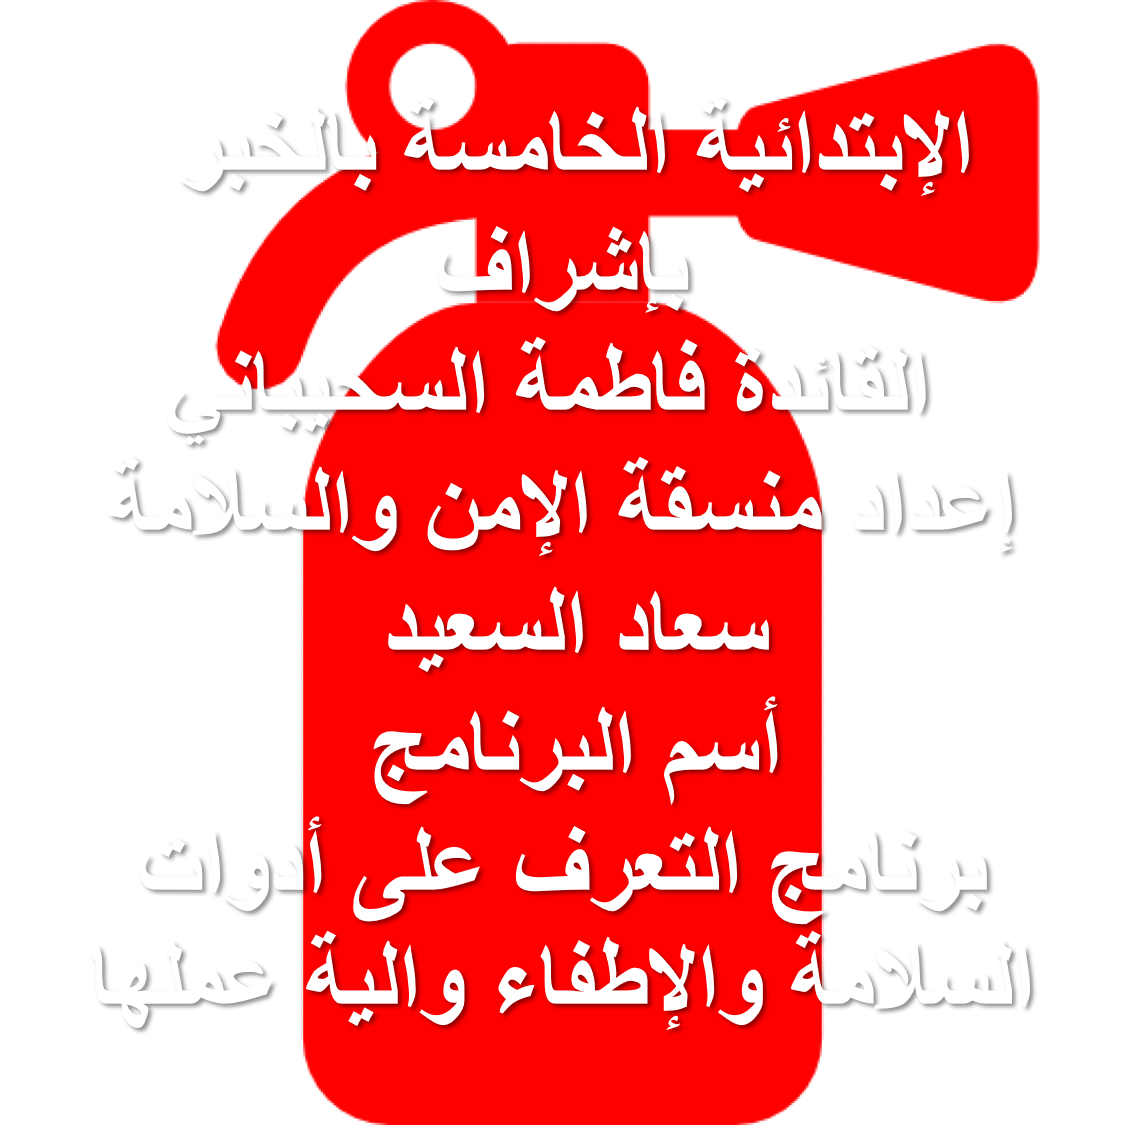 الإبتدائية الخامسة بالخبر
بإشراف
القائدة فاطمة السحيباني
إعداد منسقة الإمن والسلامة
سعاد السعيد
أسم البرنامج
برنامج التعرف على أدوات
السلامة والإطفاء والية عملها